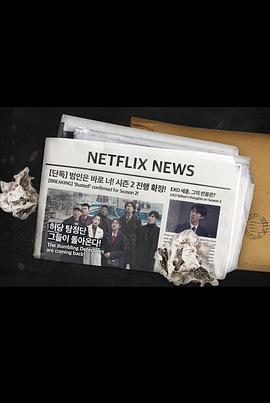 NETFLIX NEWS
[단독] 범인은 바로 너! 시즌 2 진행 확정!
[BREAKING] 'Busted!' confirmed for Season 2!
EXO 세훈, 그의 반응은?
EXO Sehun's Thoughts on Season 2
허당 탐정단
그들이 돌아온다!
The Bumbling Detectives
are coming back!